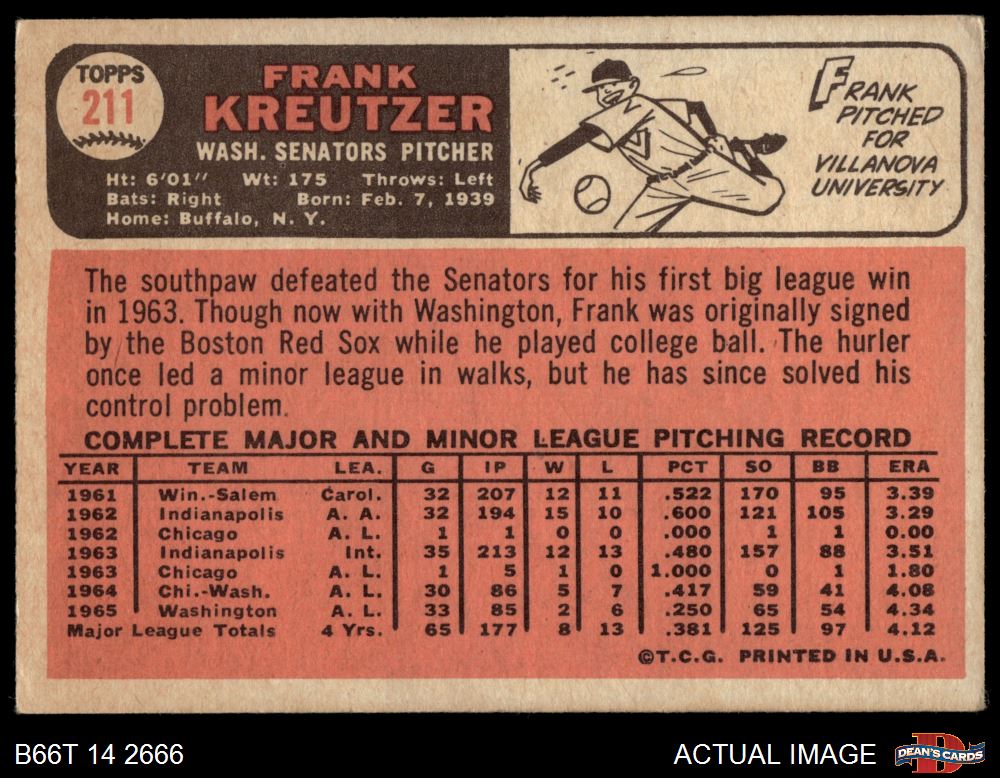 TOPPS
211
FRANK
KREUTZER
WASH. SENATORS PITCHER
Ht: 6'01" Wt: 175 Throws: Left
Bats: Right Born: Feb. 7, 1939
Home: Buffalo, N. Y.
FRANK
PITCHED
FOR
VILLANOVA
UNIVERSITY
The southpaw defeated the Senators for his first big league win
in 1963. Though now with Washington, Frank was originally signed
by the Boston Red Sox while he played college ball. The hurler
once led a minor league in walks, but he has since solved his
control problem.
COMPLETE MAJOR AND MINOR LEAGUE PITCHING RECORD
YEAR TEAM LEA. G IP W L PCT SO BB ERA
1961 Win.-Salem Carol. 32 207 12 11 .522 170 95 3.39
1962 Indianapolis A. A. 32 194 15 10 .600 121 105 3.29
1962 Chicago A. L. 1 1 0 0 .000 1 1 0.00
1963 Indianapolis Int. 35 213 12 13 .480 157 88 3.51
1963 Chicago A. L. 1 5 1 0 1.000 0 1 1.80
1964 Chi.-Wash. A. L. 30 86 5 7 .417 59 41 4.08
1965 Washington A. L. 33 85 2 6 .250 65 54 4.34
Major League Totals 4 Yrs. 65 177 8 13 .381 125 97 4.12
©T.C.G. PRINTED IN U.S.A.
B66T 14 2666
ACTUAL IMAGE
DEAN'S CARDS